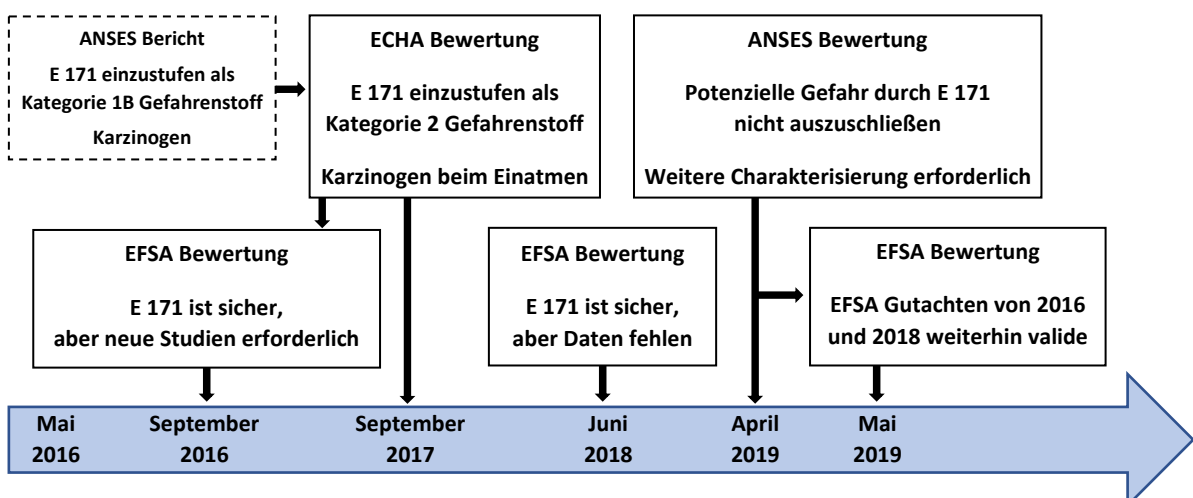 ANSES Bericht
E 171 einzustufen als
Kategorie 1B Gefahrenstoff
Karzinogen
ECHA Bewertung
E 171 einzustufen als
Kategorie 2 Gefahrenstoff
Karzinogen beim Einatmen
ANSES Bewertung
Potenzielle Gefahr durch E 171
nicht auszuschließen
Weitere Charakterisierung erforderlich
EFSA Bewertung
E 171 ist sicher,
aber neue Studien erforderlich
EFSA Bewertung
E 171 ist sicher,
aber Daten fehlen
EFSA Bewertung
EFSA Gutachten von 2016
und 2018 weiterhin valide
Mai
2016
September
2016
September
2017
Juni
2018
April
2019
Mai
2019